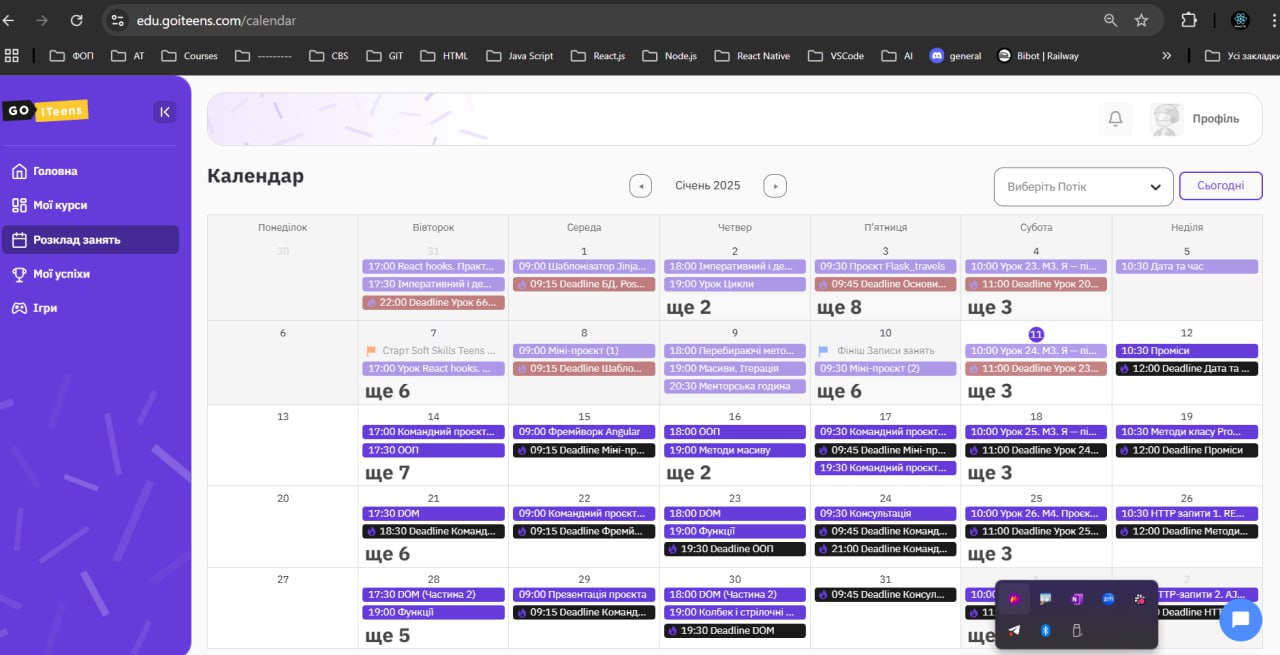 edu.goiteens.com/calendar
ФОП
AT
Courses
---------
CBS
GIT
HTML
Java Script
React.js
Node.js
React Native
VSCode
AI
general
Bibot | Railway
»
Усі закладки
GO ITeens
Профіль
Головна
Мої курси
Розклад занять
Мої успіхи
Ігри
Календар
Січень 2025
Виберіть Потік
Сьогодні
Понеділок Вівторок Середа Четвер П'ятниця Субота Неділя
30
31
17:00 React hooks. Практ...
17:30 Імперативний і де...
22:00 Deadline Урок 66...
1
09:00 Шаблонізатор Jinja...
09:15 Deadline БД. Pos...
2
18:00 Імперативний і де...
19:00 Урок Цикли
ще 2
3
09:30 Проєкт Flask_travels
09:45 Deadline Основи...
ще 8
4
10:00 Урок 23. М3. Я — пі...
11:00 Deadline Урок 20...
ще 3
5
10:30 Дата та час
6
7
Старт Soft Skills Teens ...
17:00 Урок React hooks. ...
ще 6
8
09:00 Міні-проєкт (1)
09:15 Deadline Шабло...
9
18:00 Перебираючі мето...
19:00 Масиви. Ітерація
20:30 Менторська година
10
Фініш Записи занять
09:30 Міні-проєкт (2)
ще 6
11
10:00 Урок 24. М3. Я — пі...
11:00 Deadline Урок 23...
ще 3
12
10:30 Проміси
12:00 Deadline Дата та ...
13
14
17:00 Командний проєкт...
17:30 ООП
ще 7
15
09:00 Фреймворк Angular
09:15 Deadline Міні-пр...
16
18:00 ООП
19:00 Методи масиву
ще 2
17
09:30 Командний проєкт...
09:45 Deadline Міні-пр...
19:30 Командний проєкт...
18
10:00 Урок 25. М3. Я — пі...
11:00 Deadline Урок 24...
ще 3
19
10:30 Методи класу Pro...
12:00 Deadline Проміси
20
21
17:30 DOM
18:30 Deadline Команд...
ще 6
22
09:00 Командний проєкт...
09:15 Deadline Фрейм...
23
18:00 DOM
19:00 Функції
19:30 Deadline ООП
24
09:30 Консультація
09:45 Deadline Команд...
21:00 Deadline Команд...
25
10:00 Урок 26. М4. Проєк...
11:00 Deadline Урок 25...
ще 3
26
10:30 HTTP запити 1. RE...
12:00 Deadline Методи...
27
28
17:30 DOM (Частина 2)
19:00 Функції
ще 5
29
09:00 Презентація проєкта
09:15 Deadline Команд...
30
18:00 DOM (Частина 2)
19:00 Колбек і стрілочні ...
19:30 Deadline DOM
31
09:45 Deadline Консул...
10:00
11:
ще
2
HTTP-запити 2. AJ...
Deadline HTT